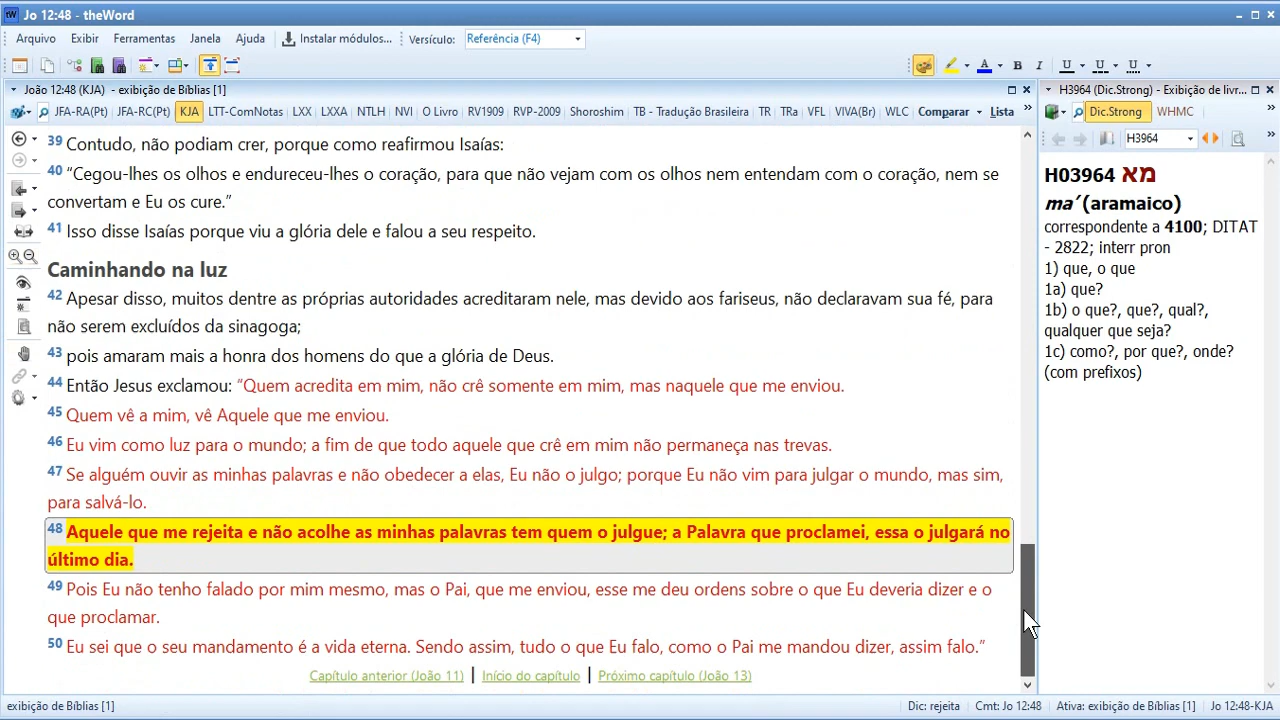 Jo 12:48 - theWord
Arquivo Exibir Ferramentas Janela Ajuda Instalar módulos... Versículo: Referência (F4)
João 12:48 (KJA) - exibição de Bíblias [1]
JFA-RA(Pt) JFA-RC(Pt) KJA LTT-ComNotas LXX LXXA NTLH NVI O Livro RV1909 RVP-2009 Shoroshim TB - Tradução Brasileira TR TRa VFL VIVA(Br) WLC Comparar Lista
39 Contudo, não podiam crer, porque como reafirmou Isaías:
40 “Cegou-lhes os olhos e endureceu-lhes o coração, para que não vejam com os olhos nem entendam com o coração, nem se
convertam e Eu os cure.”
41 Isso disse Isaías porque viu a glória dele e falou a seu respeito.
Caminhando na luz
42 Apesar disso, muitos dentre as próprias autoridades acreditaram nele, mas devido aos fariseus, não declaravam sua fé, para
não serem excluídos da sinagoga;
43 pois amaram mais a honra dos homens do que a glória de Deus.
44 Então Jesus exclamou: “Quem acredita em mim, não crê somente em mim, mas naquele que me enviou.
45 Quem vê a mim, vê Aquele que me enviou.
46 Eu vim como luz para o mundo; a fim de que todo aquele que crê em mim não permaneça nas trevas.
47 Se alguém ouvir as minhas palavras e não obedecer a elas, Eu não o julgo; porque Eu não vim para julgar o mundo, mas sim,
para salvá-lo.
48 Aquele que me rejeita e não acolhe as minhas palavras tem quem o julgue; a Palavra que proclamei, essa o julgará no
último dia.
49 Pois Eu não tenho falado por mim mesmo, mas o Pai, que me enviou, esse me deu ordens sobre o que Eu deveria dizer e o
que proclamar.
50 Eu sei que o seu mandamento é a vida eterna. Sendo assim, tudo o que Eu falo, como o Pai me mandou dizer, assim falo.”
Capítulo anterior (João 11) | Início do capítulo | Próximo capítulo (João 13)
H3964 (Dic.Strong) - Exibição de livr...
Dic.Strong WHMC
H3964
H03964 מא
ma’ (aramaico)
correspondente a 4100; DITAT
- 2822; interr pron
1) que, o que
1a) que?
1b) o que?, que?, qual?,
qualquer que seja?
1c) como?, por que?, onde?
(com prefixos)
exibição de Bíblias [1] Dic: rejeita Cmt: Jo 12:48 Ativa: exibição de Bíblias [1] Jo 12:48-KJA